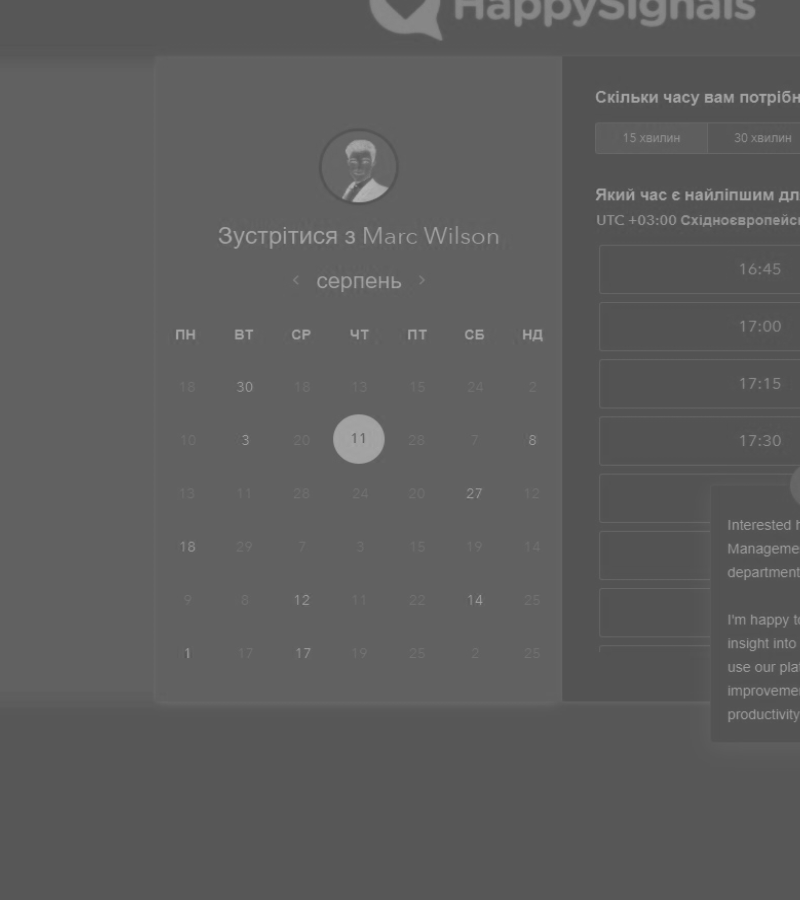 HappySignals
Зустрітися з Marc Wilson
‹ серпень ›
ПН ВТ СР ЧТ ПТ СБ НД
18 30 18 13 15 24 2
10 3 20 11 28 7 8
13 11 28 24 20 27 12
18 29 7 3 15 19 14
9 8 12 11 22 14 25
1 17 17 19 25 2 25
Скільки часу вам потрібн
15 хвилин 30 хвилин
Який час є найліпшим дл
UTC +03:00 Східноєвропейсь
16:45
17:00
17:15
17:30
Interested h
Manageme
department
I'm happy to
insight into
use our plat
improvemen
productivity